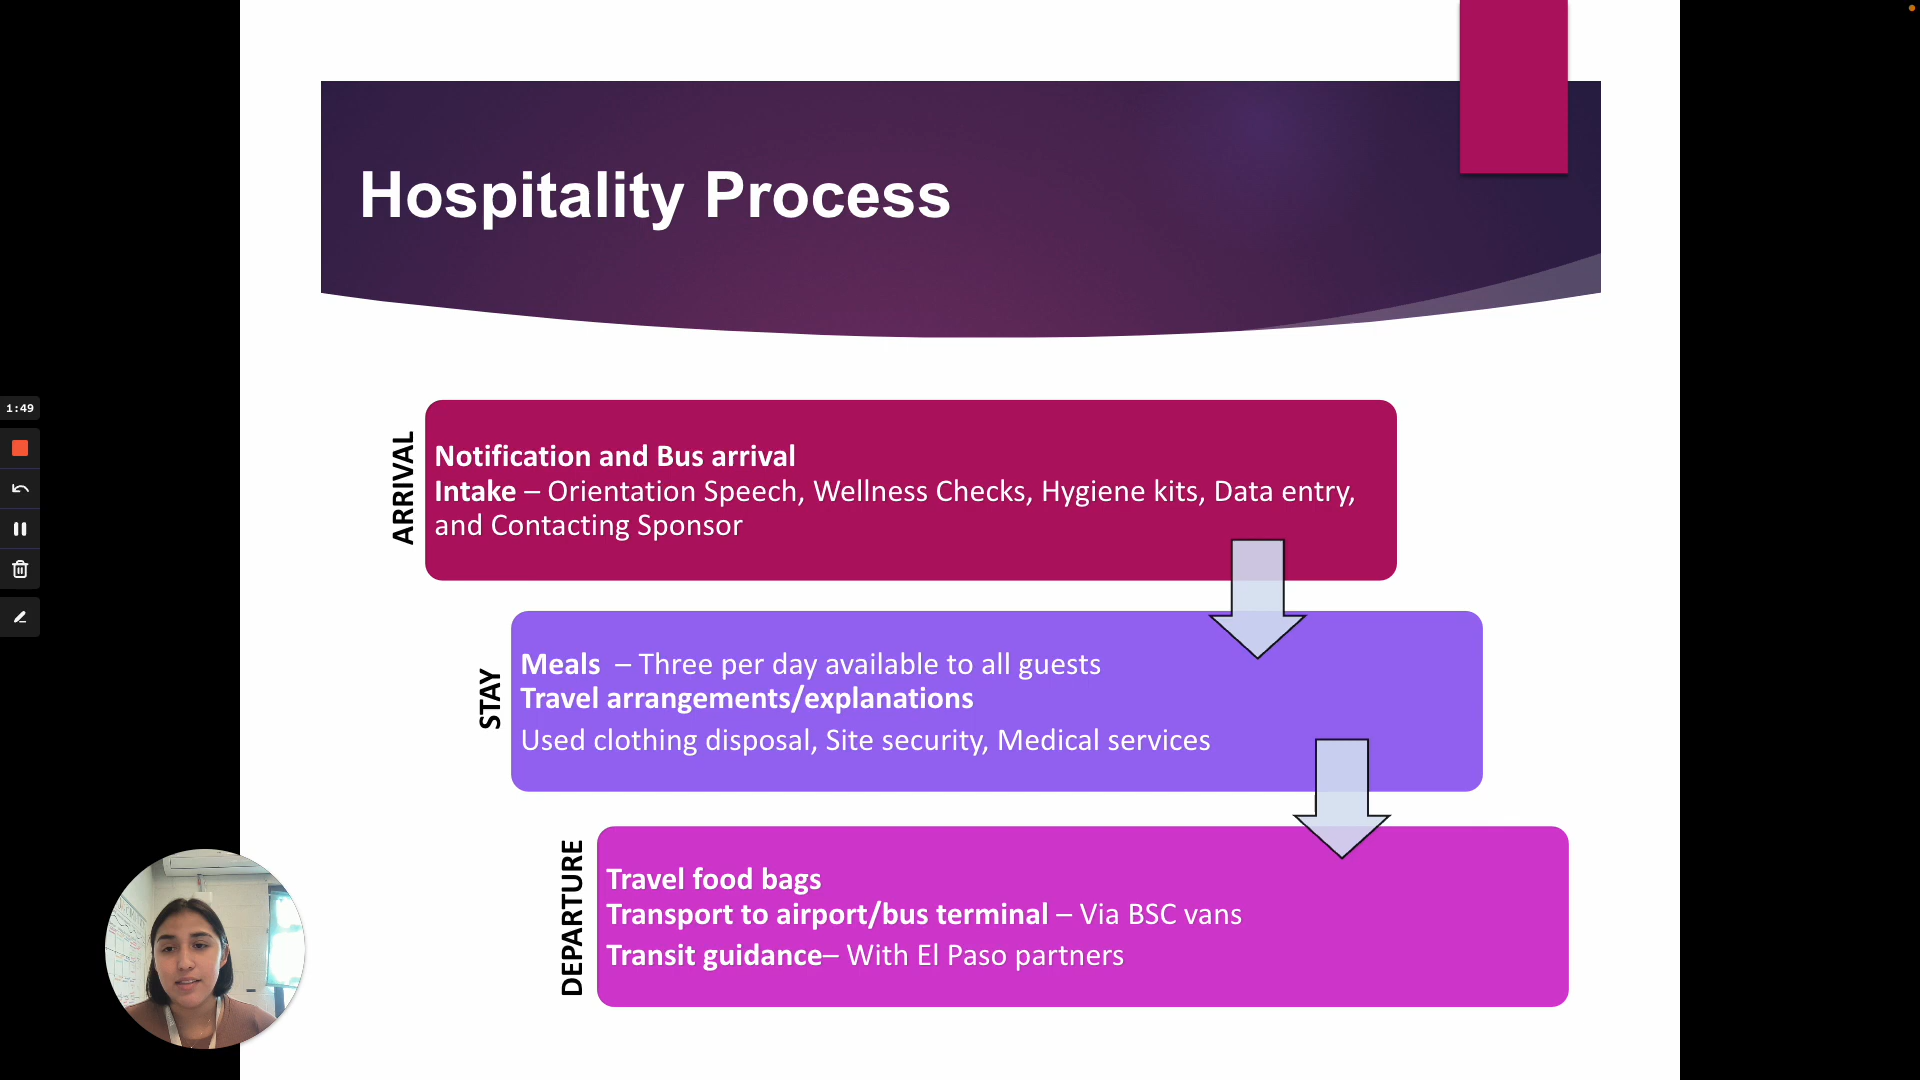 Hospitality Process
1:49
ARRIVAL
Notification and Bus arrival
Intake – Orientation Speech, Wellness Checks, Hygiene kits, Data entry,
and Contacting Sponsor
STAY
Meals – Three per day available to all guests
Travel arrangements/explanations
Used clothing disposal, Site security, Medical services
DEPARTURE
Travel food bags
Transport to airport/bus terminal – Via BSC vans
Transit guidance– With El Paso partners